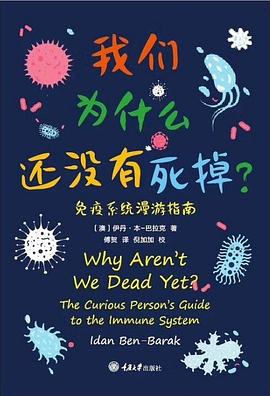 我们
为什么
还没有死掉?
免疫系统漫游指南
[澳]伊丹·本-巴拉克 著
傅贺 译 倪加加 校
Why Aren't
We Dead Yet?
The Curious Person's Guide
to the Immune System
Idan Ben-Barak
重庆大学出版社